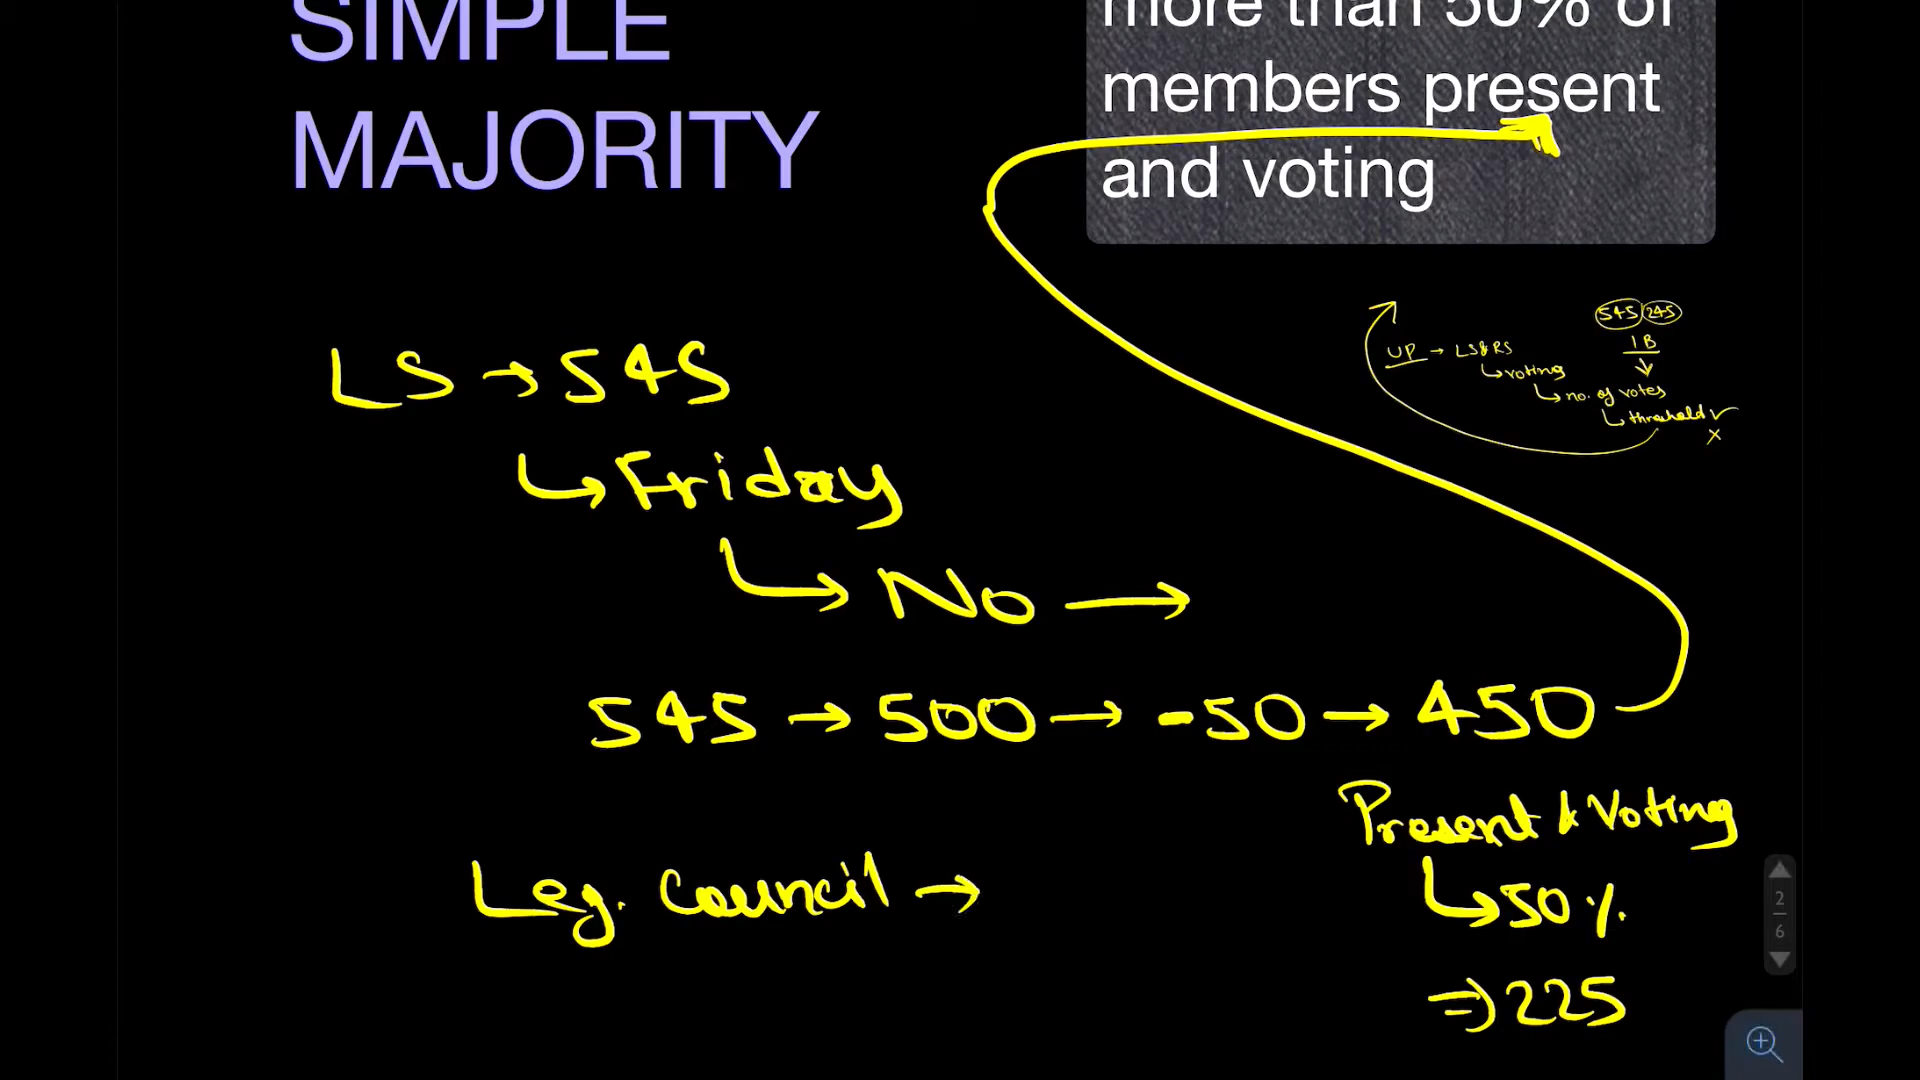 SIMPLE
MAJORITY
more than 50% of
members present
and voting
545 245
1 B
UP → LS & RS
↳ voting
↳ no. of votes
↳ threshold ✓
x
LS → 545
↳ Friday
↳ No →
545 → 500 → -50 → 450
Present & Voting
↳ 50%
⇒ 225
Leg. Council →
2
6